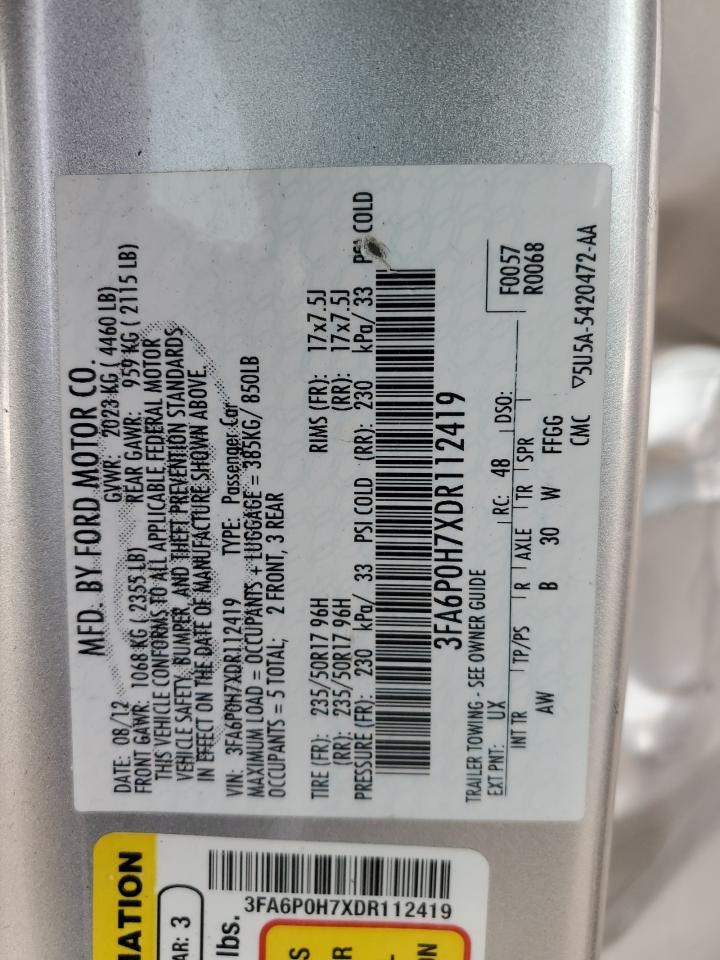 MFD. BY FORD MOTOR CO.
DATE: 08/12 GVWR: 2023 KG ( 4460 LB)
FRONT GAWR: 1068 KG ( 2355 LB) REAR GAWR: 959 KG ( 2115 LB)
THIS VEHICLE CONFORMS TO ALL APPLICABLE FEDERAL MOTOR
VEHICLE SAFETY, BUMPER, AND THEFT PREVENTION STANDARDS
IN EFFECT ON THE DATE OF MANUFACTURE SHOWN ABOVE.
VIN: 3FA6P0H7XDR112419 TYPE: Passenger Car
MAXIMUM LOAD = OCCUPANTS + LUGGAGE = 385KG/ 850LB
OCCUPANTS = 5 TOTAL; 2 FRONT, 3 REAR
TIRE (FR): 235/50R17 96H RIMS (FR): 17x7.5J
(RR): 235/50R17 96H (RR): 17x7.5J
PRESSURE (FR): 230 kPa/ 33 PSI COLD (RR): 230 kPa/ 33 PSI COLD
3FA6P0H7XDR112419
TRAILER TOWING - SEE OWNER GUIDE
EXT PNT: UX RC: 48 DSO:
F0057
R0068
INT TR TP/PS R AXLE TR SPR
AW B 30 W FFGG
CMC ▽5U5A-5420472-AA
MATION
AR: 3
3FA6P0H7XDR112419
lbs.
S
R
ON